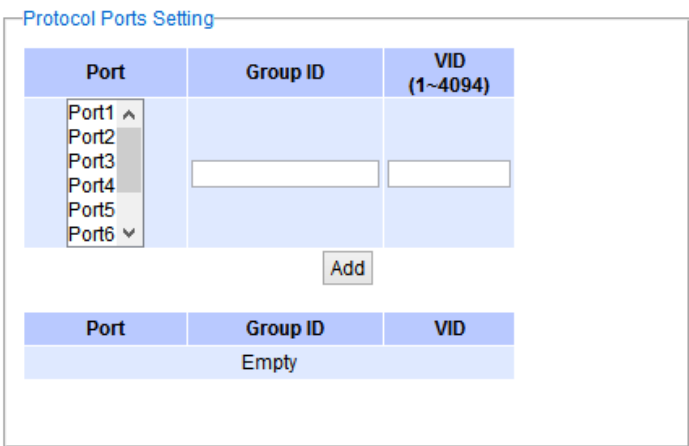 Protocol Ports Setting
Port Group ID VID
(1~4094)
Port1
Port2
Port3
Port4
Port5
Port6
Add
Port Group ID VID
Empty